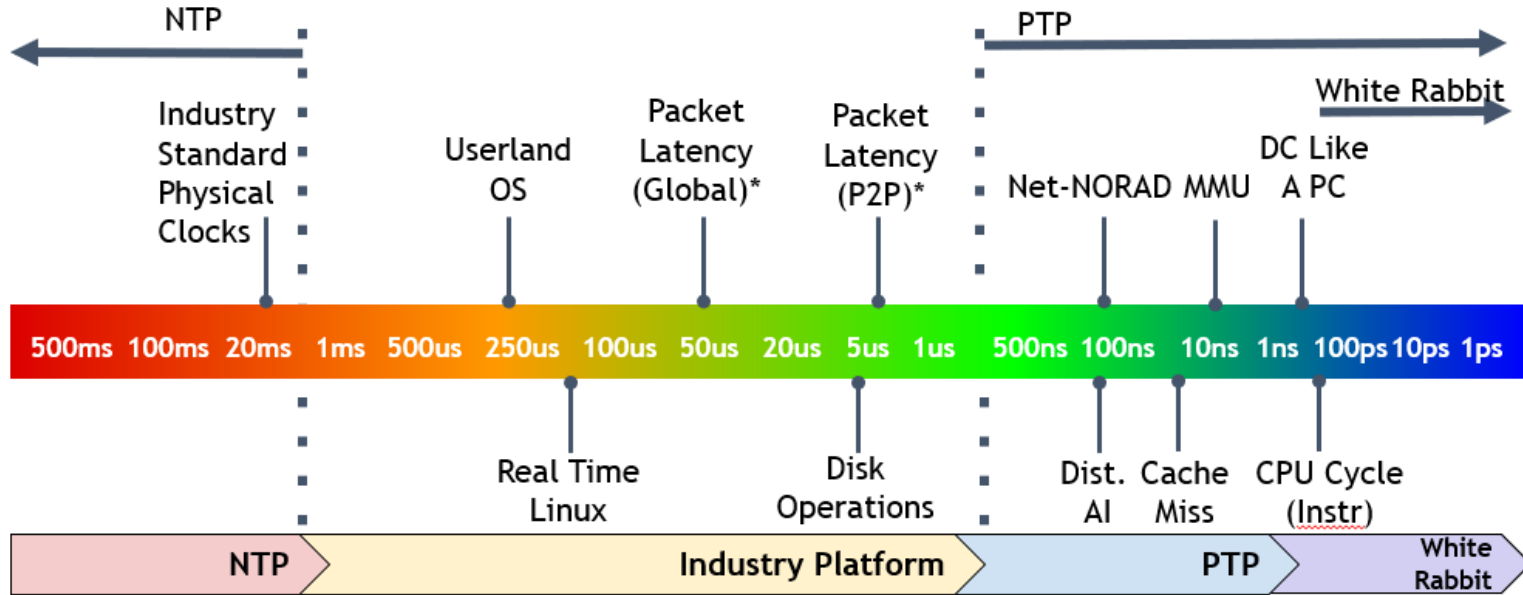 NTP
PTP
White Rabbit
Industry
Standard
Physical
Clocks
Userland
OS
Packet
Latency
(Global)*
Packet
Latency
(P2P)*
Net-NORAD
MMU
DC Like
A PC
500ms 100ms 20ms 1ms 500us 250us 100us 50us 20us 5us 1us 500ns 100ns 10ns 1ns 100ps 10ps 1ps
Real Time
Linux
Disk
Operations
Dist.
AI
Cache
Miss
CPU Cycle
(Instr)
NTP
Industry Platform
PTP
White
Rabbit